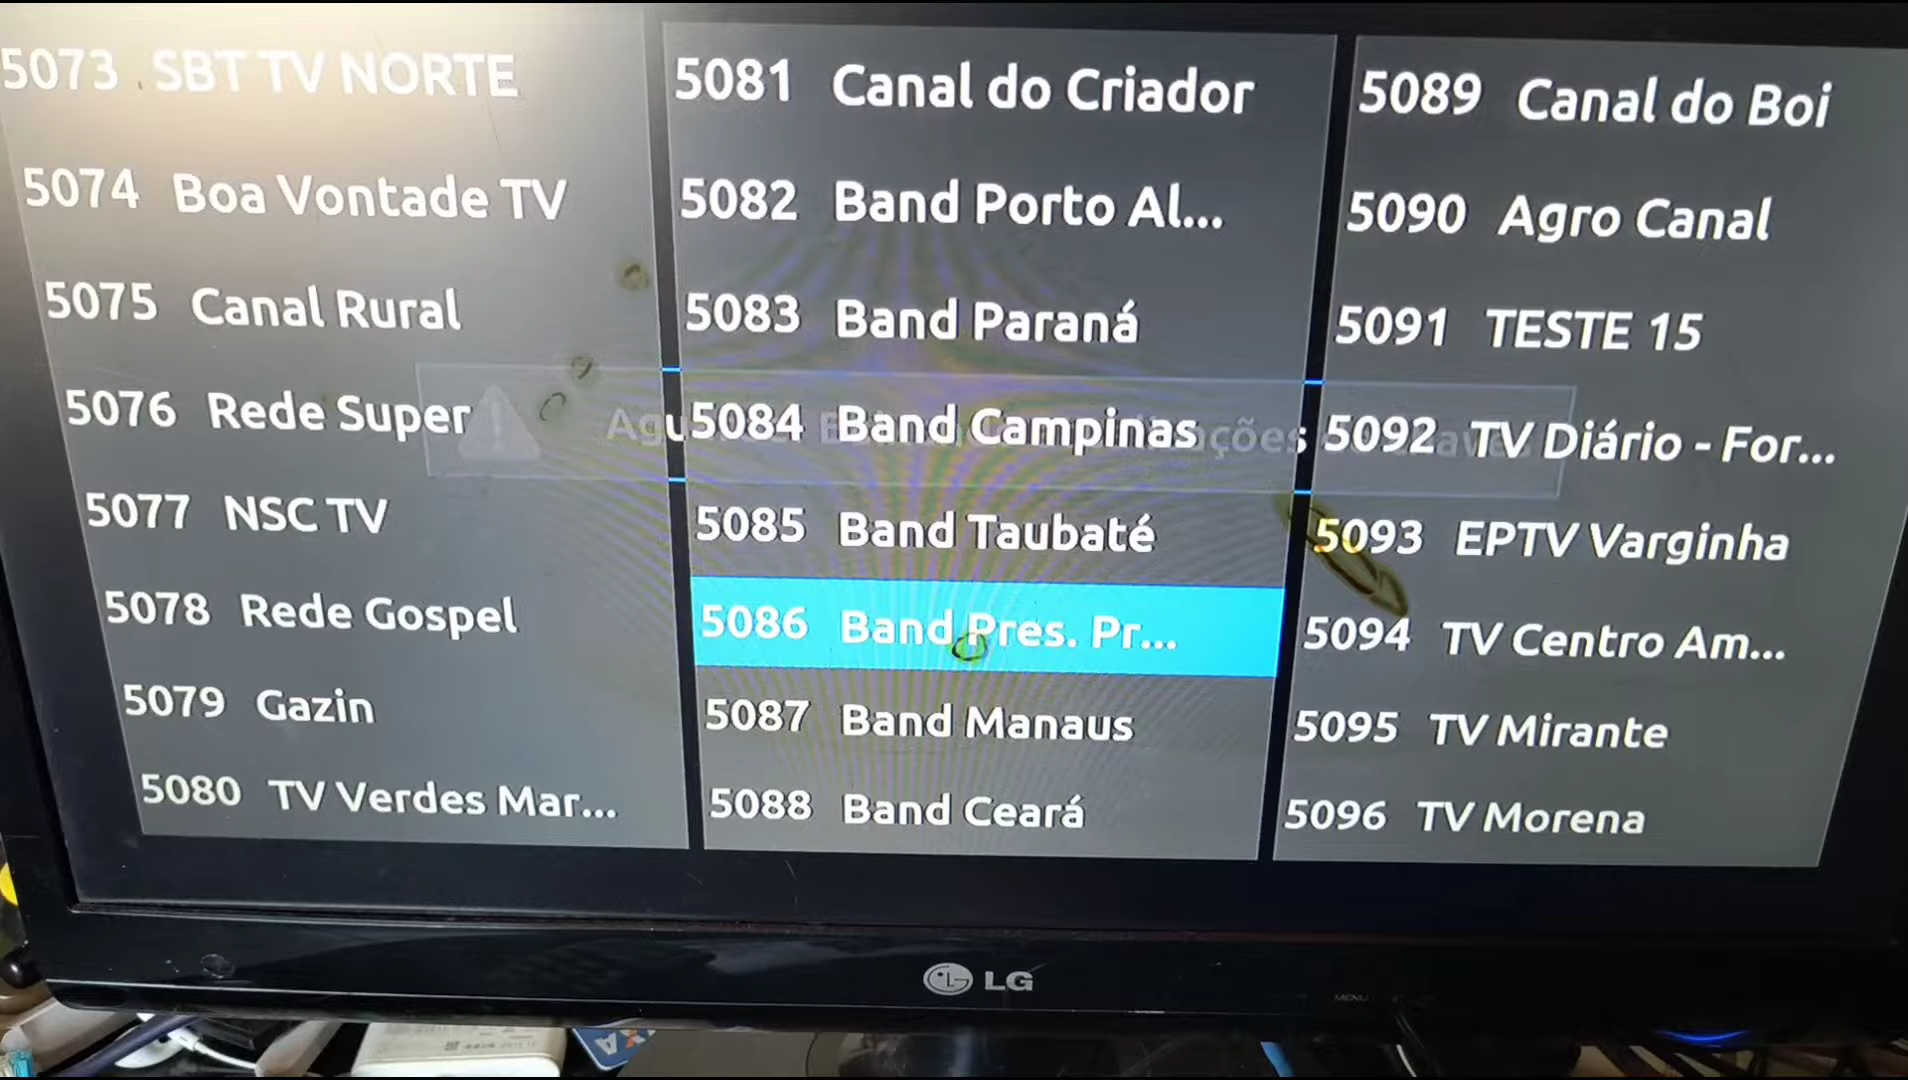 5073 SBT TV NORTE
5074 Boa Vontade TV
5075 Canal Rural
5076 Rede Super
5077 NSC TV
5078 Rede Gospel
5079 Gazin
5080 TV Verdes Mar...
5081 Canal do Criador
5082 Band Porto Al...
5083 Band Paraná
5084 Band Campinas
5085 Band Taubaté
5086 Band Pres. Pr...
5087 Band Manaus
5088 Band Ceará
5089 Canal do Boi
5090 Agro Canal
5091 TESTE 15
5092 TV Diário - For...
5093 EPTV Varginha
5094 TV Centro Am...
5095 TV Mirante
5096 TV Morena
LG
MENU